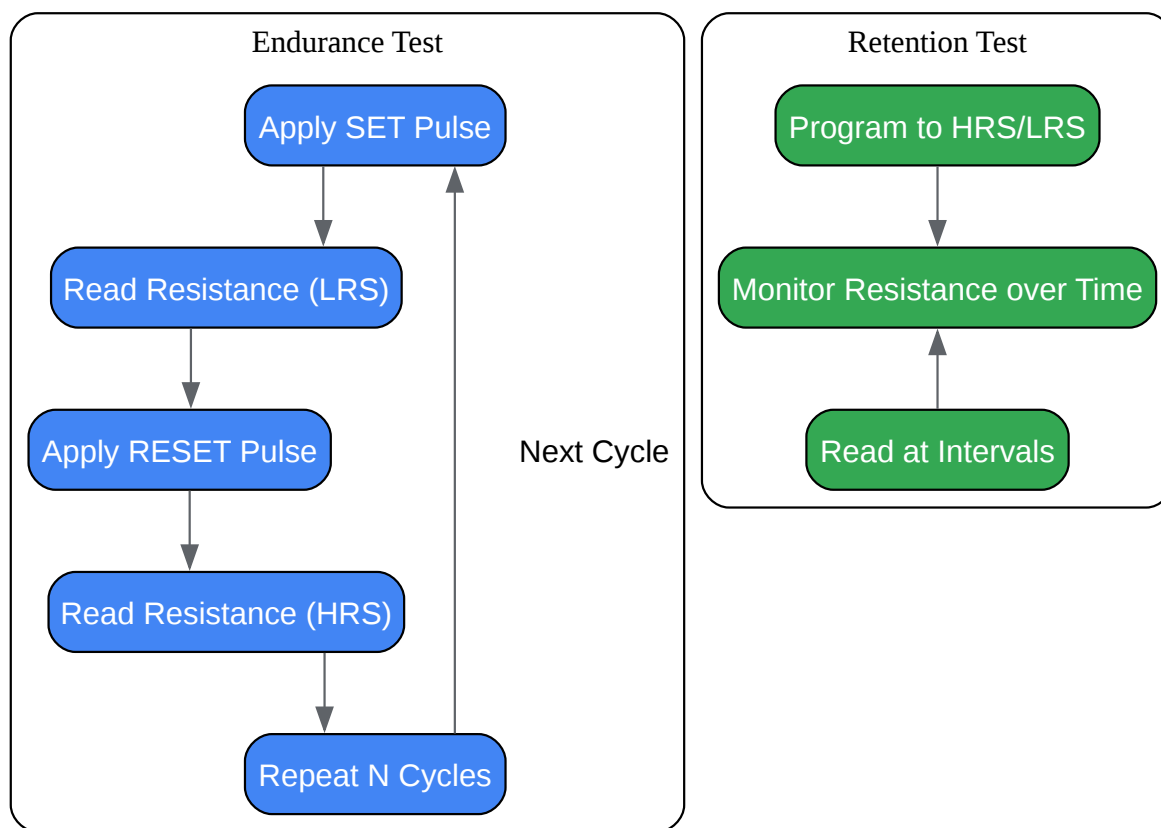 Endurance Test
Apply SET Pulse
Read Resistance (LRS)
Apply RESET Pulse
Next Cycle
Read Resistance (HRS)
Repeat N Cycles
Retention Test
Program to HRS/LRS
Monitor Resistance over Time
Read at Intervals